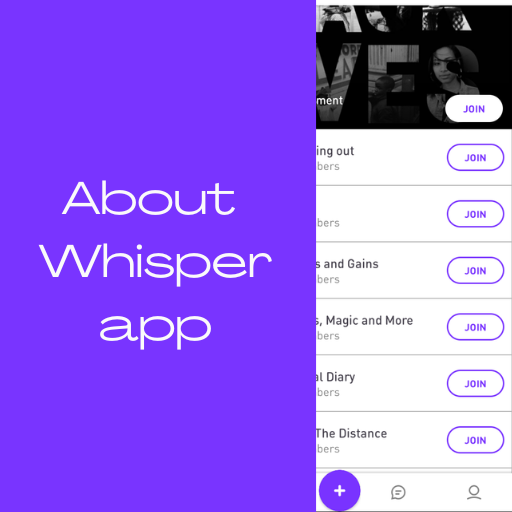 About
Whisper
app
ment
JOIN
ing out
bers
JOIN
bers
JOIN
s and Gains
bers
JOIN
s, Magic and More
bers
JOIN
al Diary
bers
JOIN
The Distance
bers
JOIN